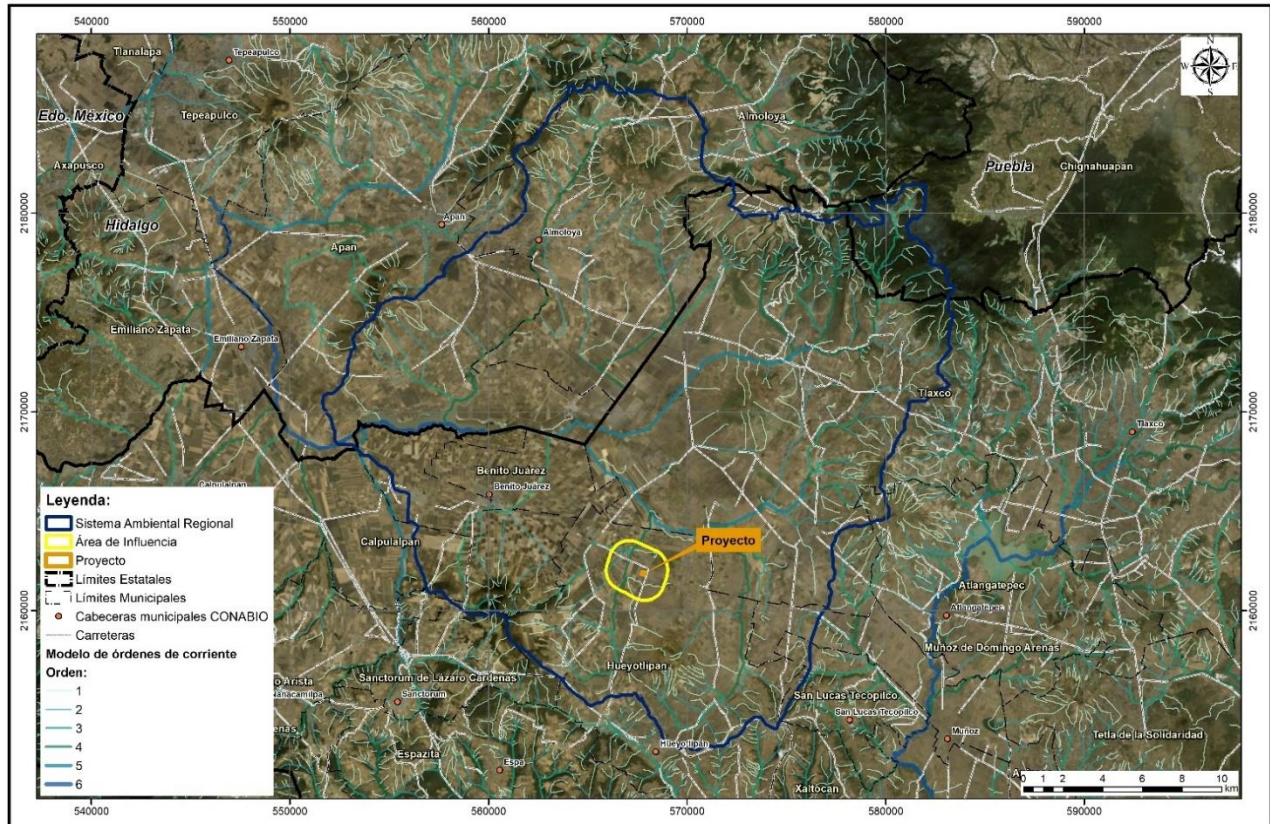 540000
550000
560000
570000
580000
590000
Tlanalapa
Tepeapulco
N
W
E
S
Edo. México
Tepeapulco
Almoloya
Puebla
Chignahuapan
Axapusco
2180000
2180000
Hidalgo
Apan
Apan
Almoloya
Emiliano Zapata
Emiliano Zapata
Tlaxco
2170000
2170000
Tlaxco
Benito Juárez
Benito Juárez
Calpulalpan
Leyenda:
Sistema Ambiental Regional
Área de Influencia
Proyecto
Límites Estatales
Límites Municipales
Cabeceras municipales CONABIO
Carreteras
Modelo de órdenes de corriente
Orden:
1
2
3
4
5
6
Calpulalpan
Proyecto
Atlangatepec
Atlangatepec
2160000
2160000
Muñoz de Domingo Arenas
Hueyotlipan
Sanctorum de Lázaro Cárdenas
Sanctorum
San Lucas Tecopilco
San Lucas Tecopilco
Muñoz
Tetla de la Solidaridad
Hueyotlipan
Espazita
Espa
Xaltocan
0 1 2 4 6 8 10
km
540000
550000
560000
570000
580000
590000